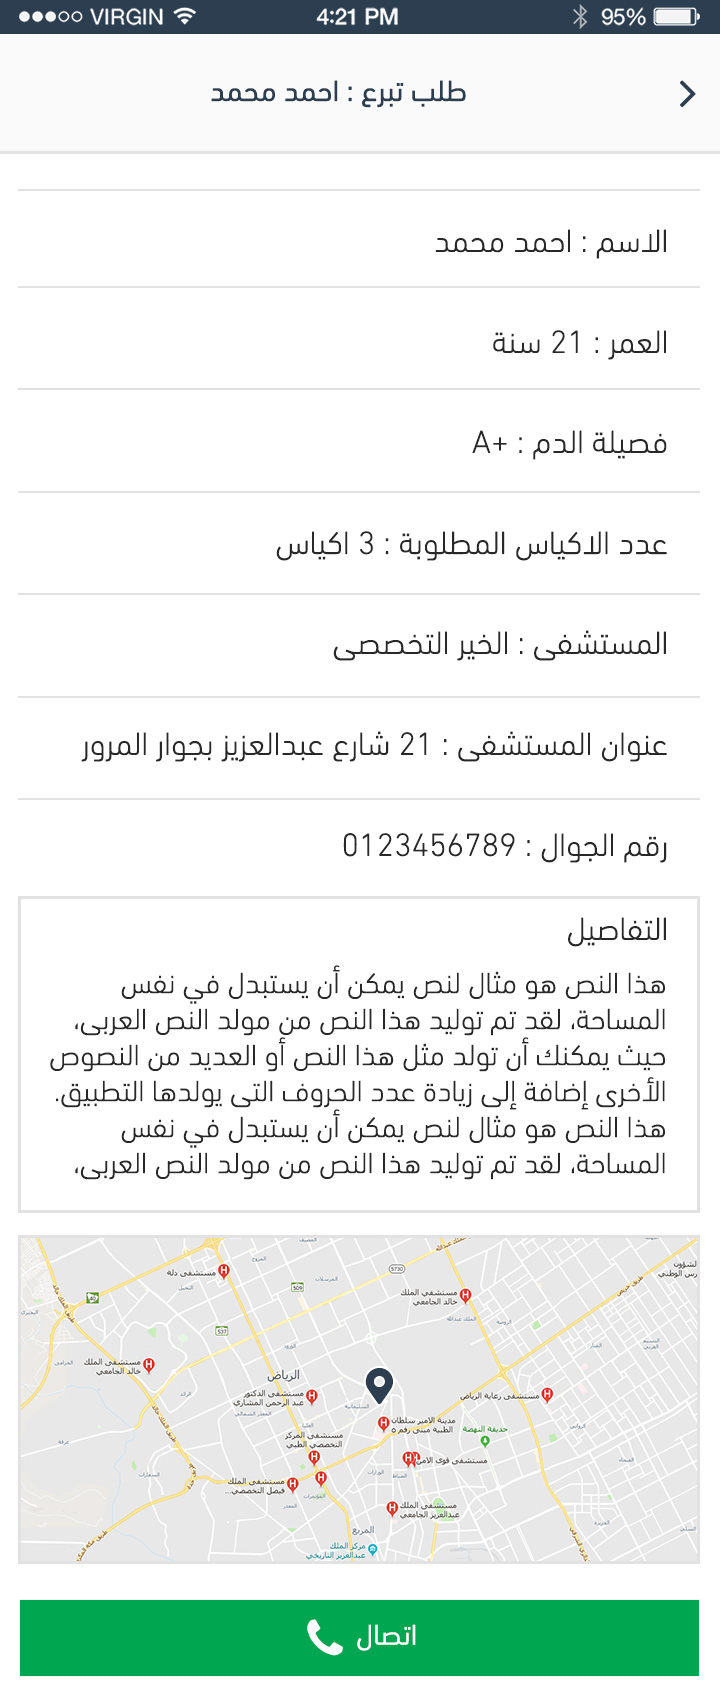 VIRGIN 4:21 PM 95%
طلب تبرع : احمد محمد
الاسم : احمد محمد
العمر : 21 سنة
فصيلة الدم : +A
عدد الاكياس المطلوبة : 3 اكياس
المستشفى : الخير التخصصى
عنوان المستشفى : 21 شارع عبدالعزيز بجوار المرور
رقم الجوال : 0123456789
التفاصيل
هذا النص هو مثال لنص يمكن أن يستبدل في نفس
المساحة، لقد تم توليد هذا النص من مولد النص العربى،
حيث يمكنك أن تولد مثل هذا النص أو العديد من النصوص
الأخرى إضافة إلى زيادة عدد الحروف التى يولدها التطبيق.
هذا النص هو مثال لنص يمكن أن يستبدل في نفس
المساحة، لقد تم توليد هذا النص من مولد النص العربى،
مستشفى دلة
مستشفى الملك
خالد الجامعي
مستشفى الملك
خالد الجامعي
الرياض
مستشفى الدكتور
عبد الرحمن المشاري
مستشفى رعاية الرياض
مدينة الامير سلطان
الطبية مبنى رقم ٥
حديقة النهضة
مستشفى المركز
التخصصي الطبي
مستشفى قوى الامن
مستشفى الملك
فيصل التخصصي...
مستشفى الملك
عبدالعزيز الجامعي
المربع
مركز الملك
عبدالعزيز التاريخي
اتصال